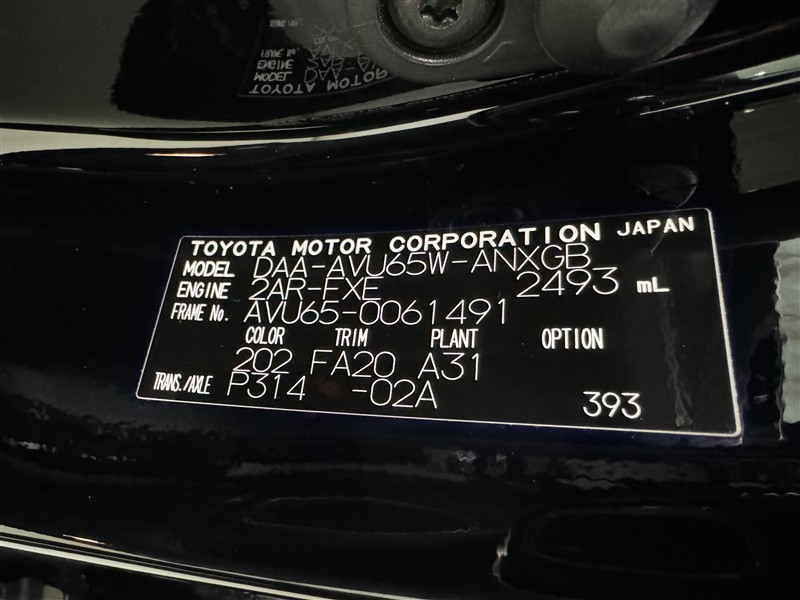 TOYOTA MOTOR CORPORATION JAPAN
MODEL DAA-AVU65W-ANXGB
ENGINE 2AR-FXE 2493 mL
FRAME No. AVU65-0061491
COLOR TRIM PLANT OPTION
202 FA20 A31
TRANS./AXLE P314 -02A 393